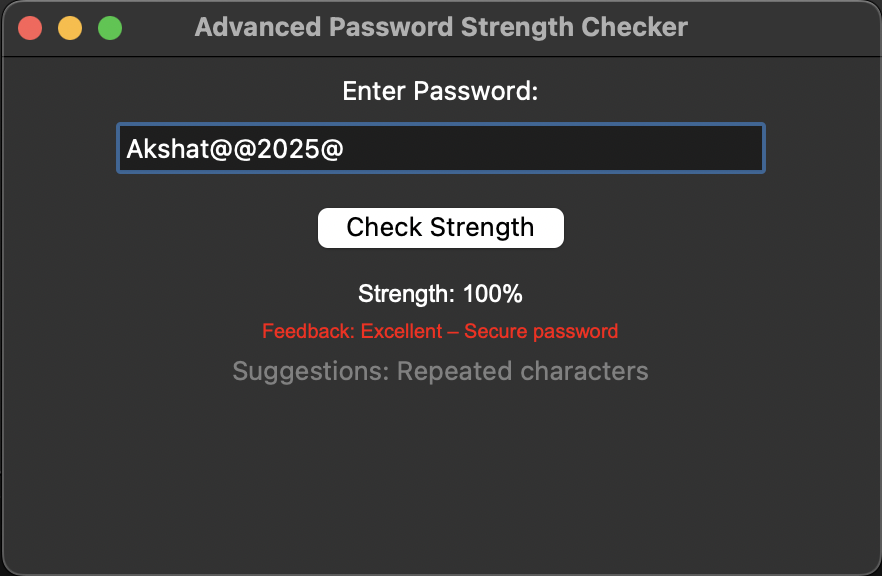 Advanced Password Strength Checker
Enter Password:
Akshat@@2025@
Check Strength
Strength: 100%
Feedback: Excellent – Secure password
Suggestions: Repeated characters